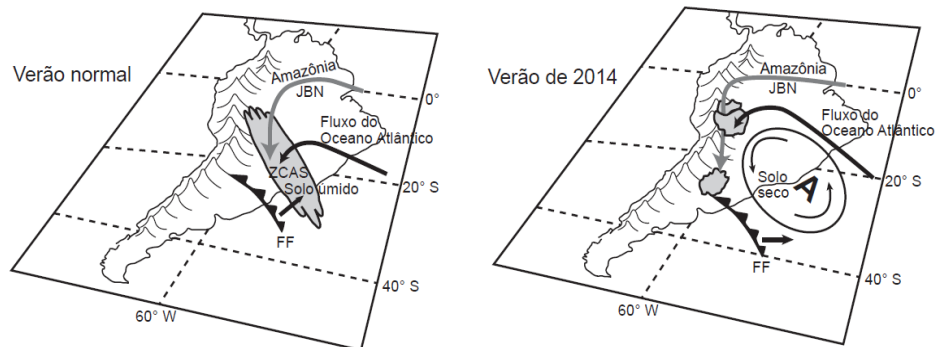 Verão normal
Amazônia
JBN
0°
Fluxo do
Oceano Atlântico
ZCAS
Solo úmido
20° S
FF
40° S
60° W
Verão de 2014
Amazônia
JBN
0°
Fluxo do
Oceano Atlântico
Solo
seco
A
20° S
FF
40° S
60° W